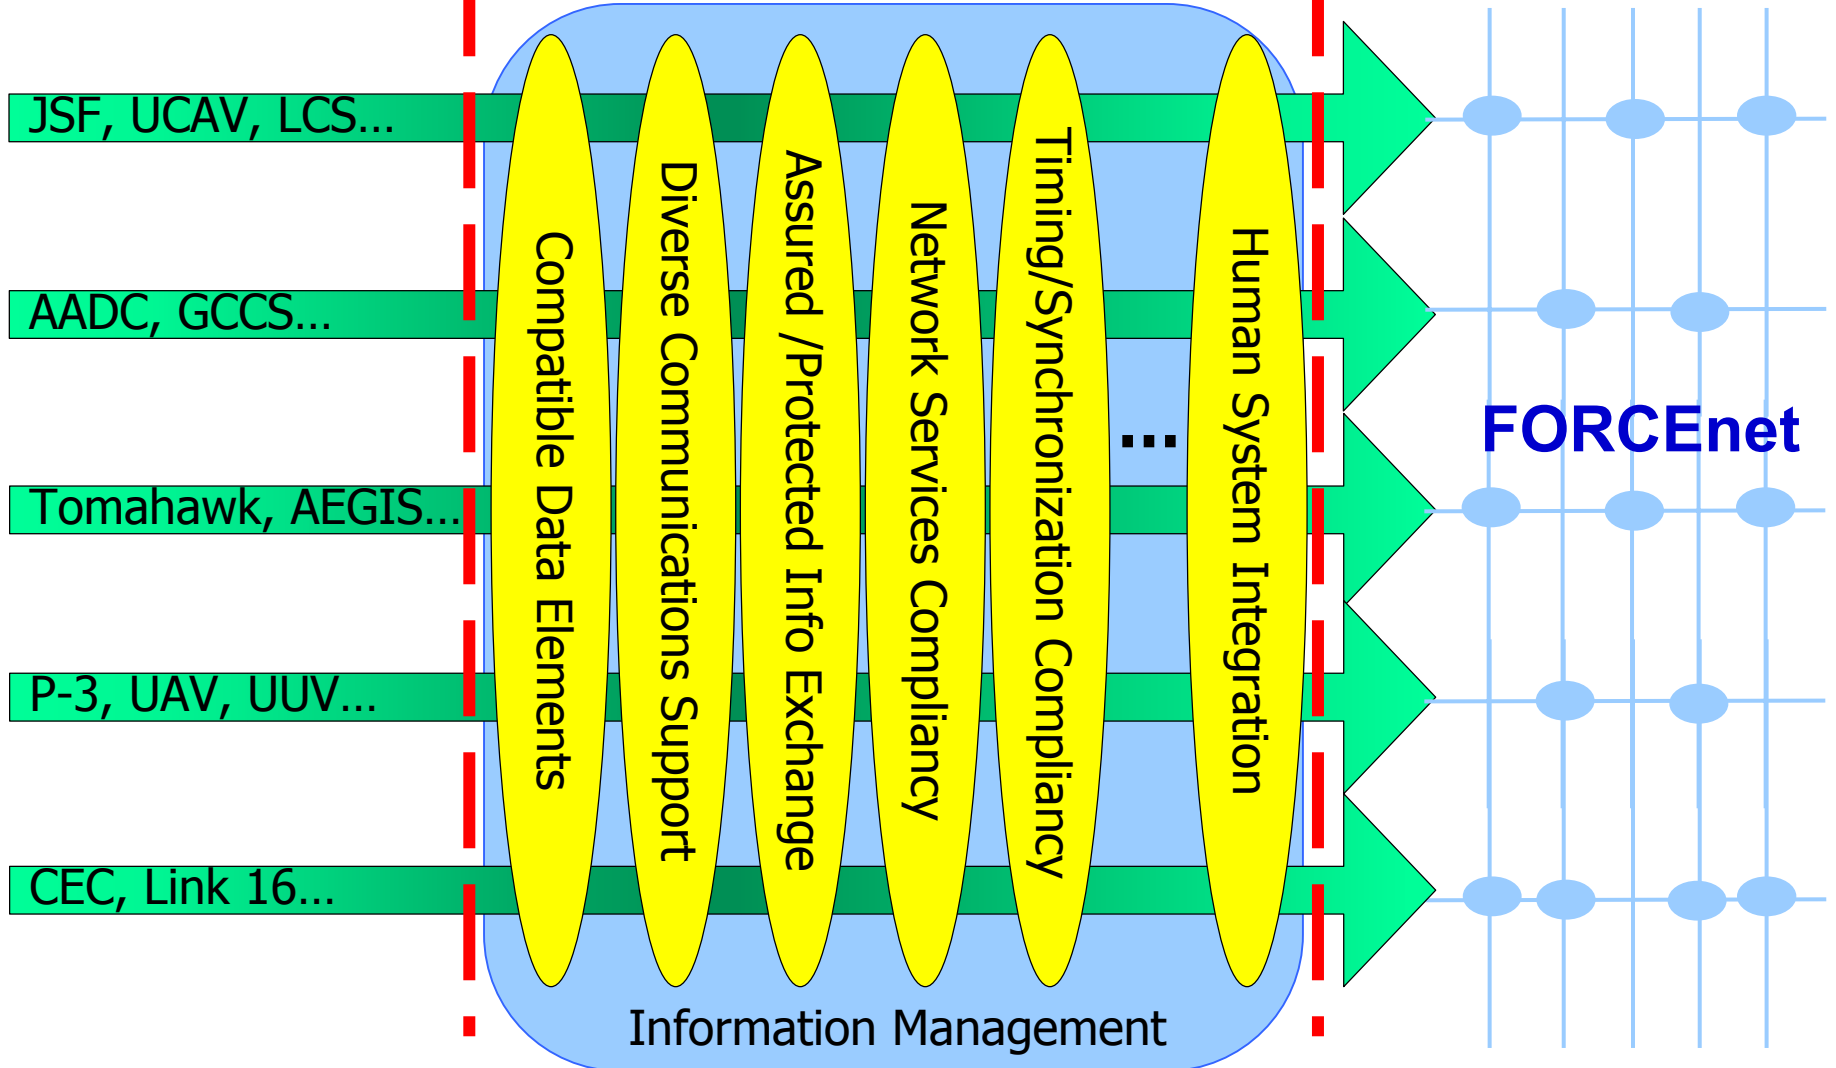 JSF, UCAV, LCS...
AADC, GCCS...
Tomahawk, AEGIS...
P-3, UAV, UUV...
CEC, Link 16...
Compatible Data Elements
Diverse Communications Support
Assured /Protected Info Exchange
Network Services Compliancy
Timing/Synchronization Compliancy
...
Human System Integration
Information Management
FORCEnet